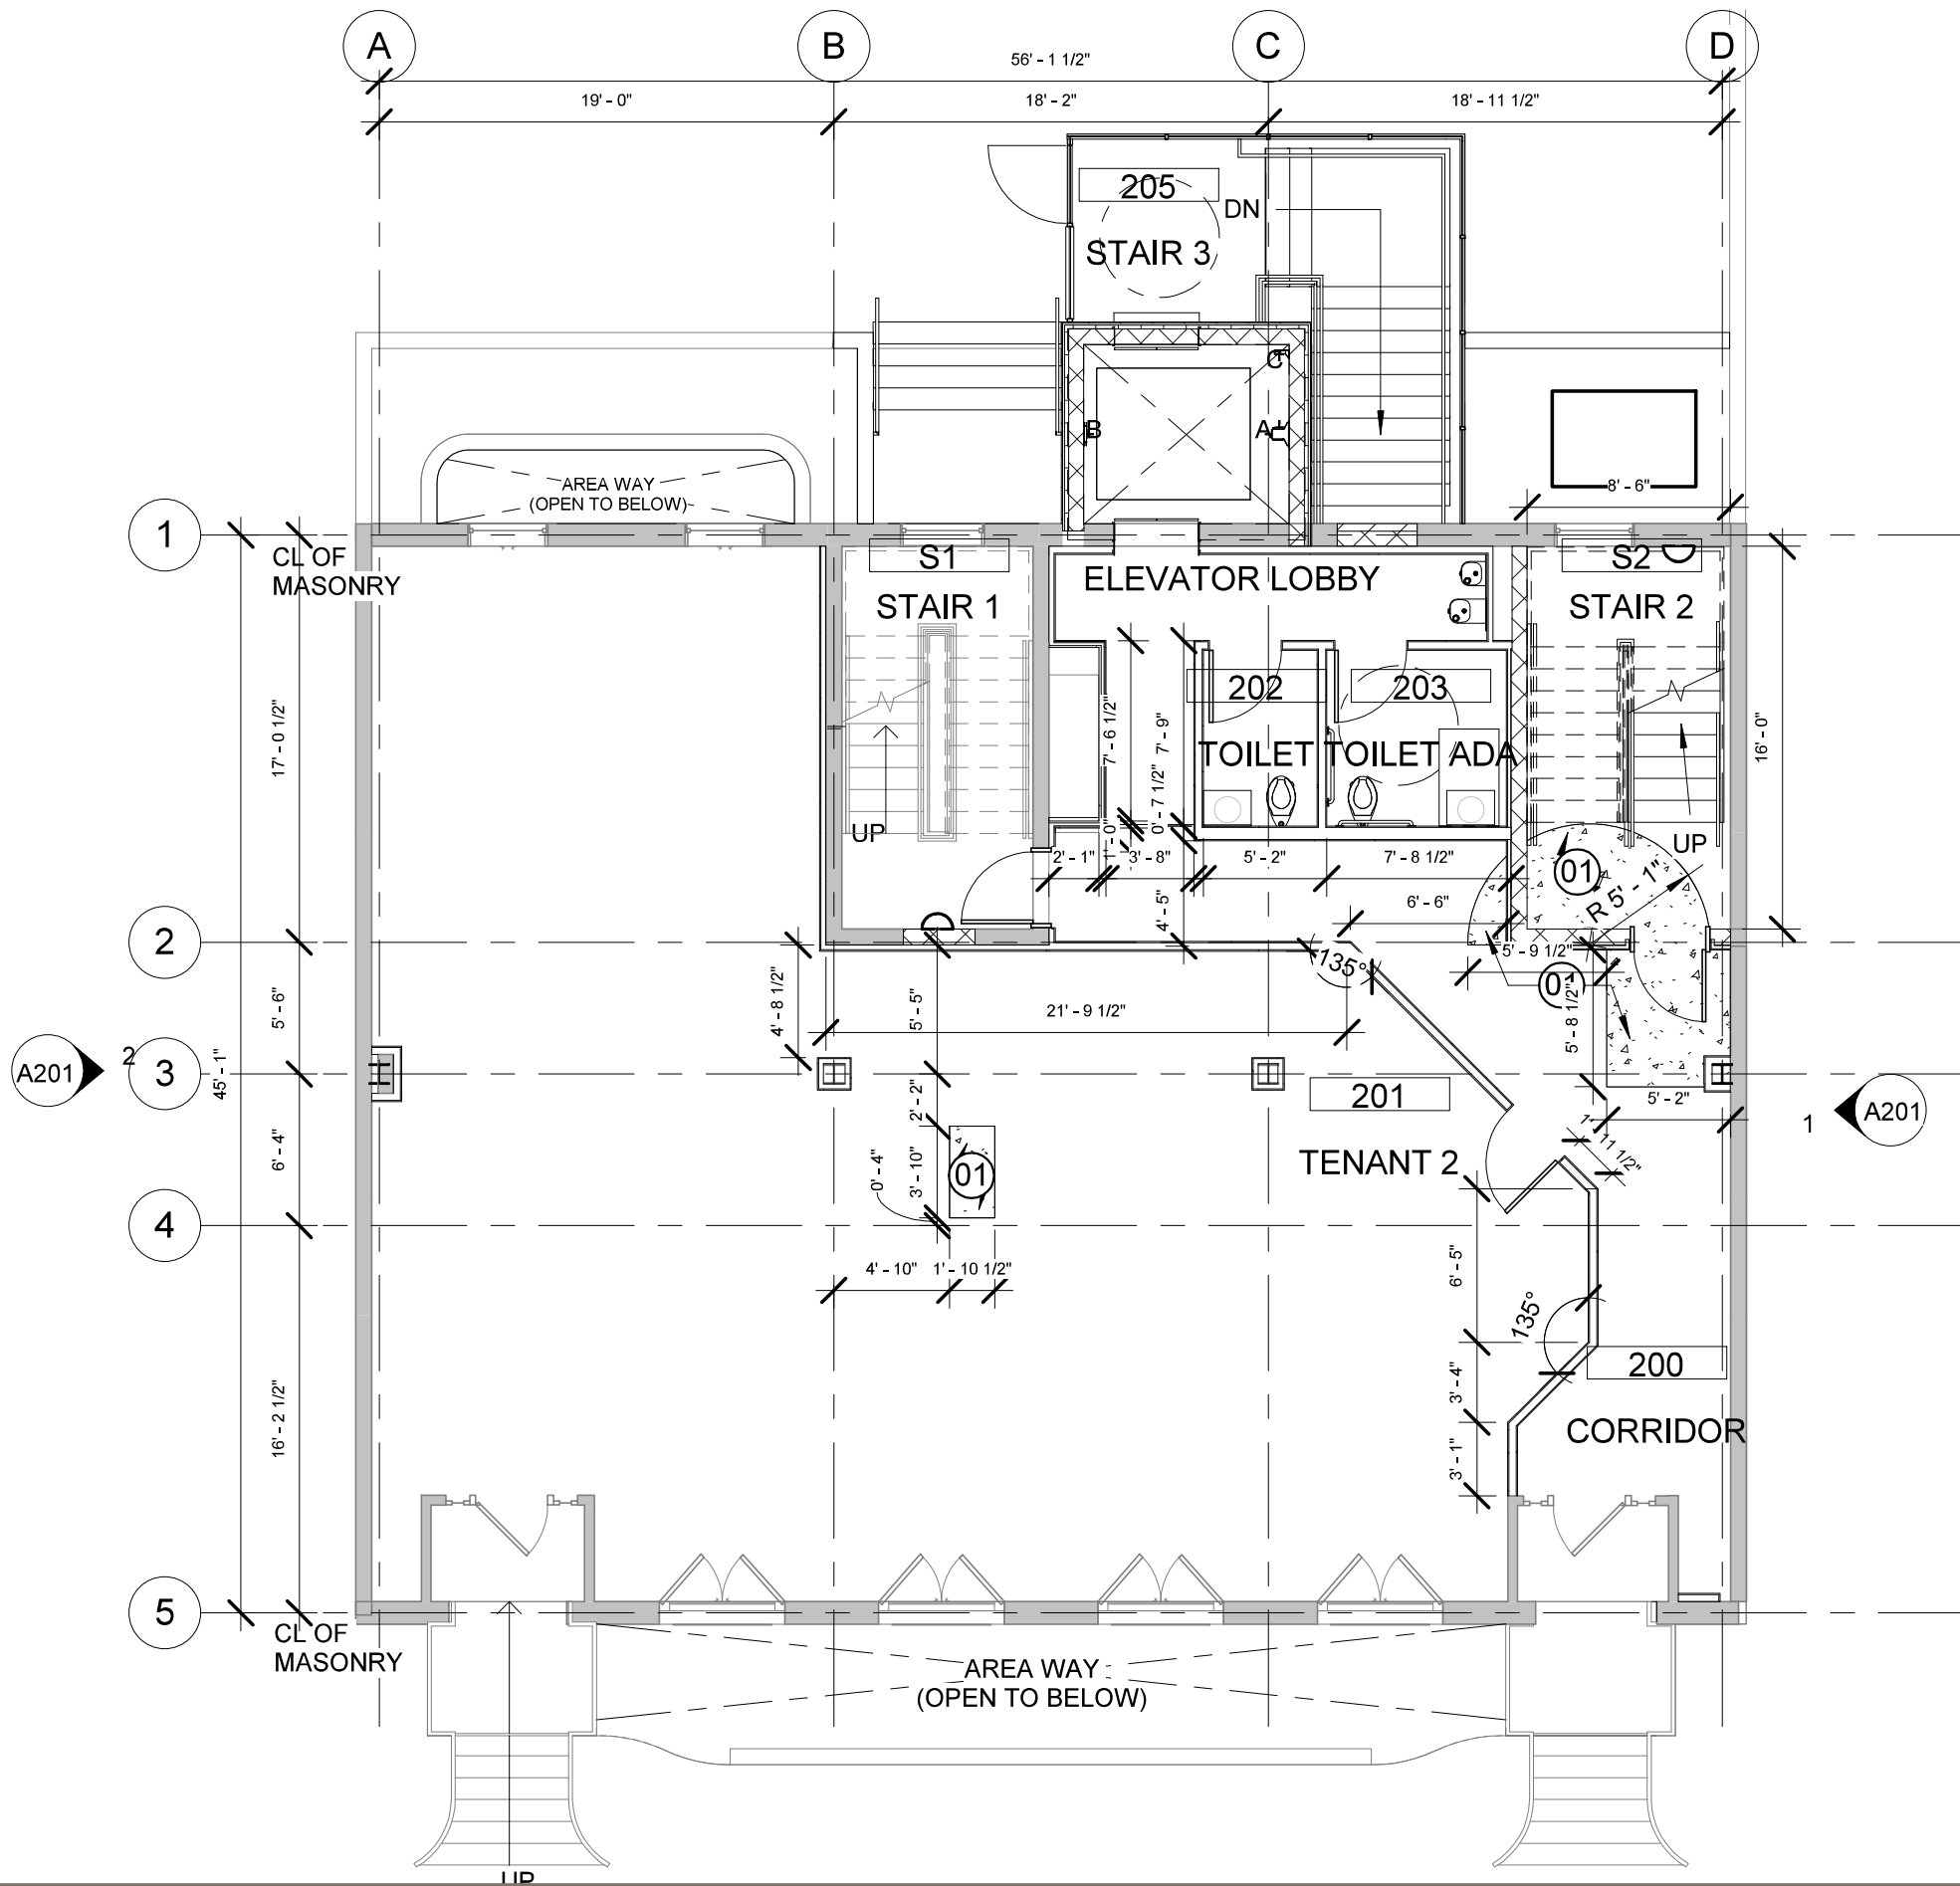 A
B
C
D
56' - 1 1/2"
19' - 0"
18' - 2"
18' - 11 1/2"
205
DN
STAIR 3
C
B
A
AREA WAY
(OPEN TO BELOW)
8' - 6"
1
CL OF
MASONRY
S1
STAIR 1
ELEVATOR LOBBY
S2
STAIR 2
202
203
TOILET
TOILET ADA
17' - 0 1/2"
7' - 6 1/2"
7' - 9"
0' - 7 1/2"
1' - 0"
16' - 0"
UP
UP
2' - 1"
3' - 8"
5' - 2"
7' - 8 1/2"
01
R 5' - 1"
6' - 6"
4' - 5"
2
135°
5' - 9 1/2"
01
5' - 6"
4' - 8 1/2"
5' - 5"
21' - 9 1/2"
5' - 8 1/2"
A201
2
3
45' - 1"
201
5' - 2"
1
A201
2' - 2"
1' - 11 1/2"
TENANT 2
6' - 4"
0' - 4"
3' - 10"
01
4
4' - 10"
1' - 10 1/2"
6' - 5"
135°
200
3' - 4"
16' - 2 1/2"
CORRIDOR
3' - 1"
5
CL OF
MASONRY
AREA WAY
(OPEN TO BELOW)
UP